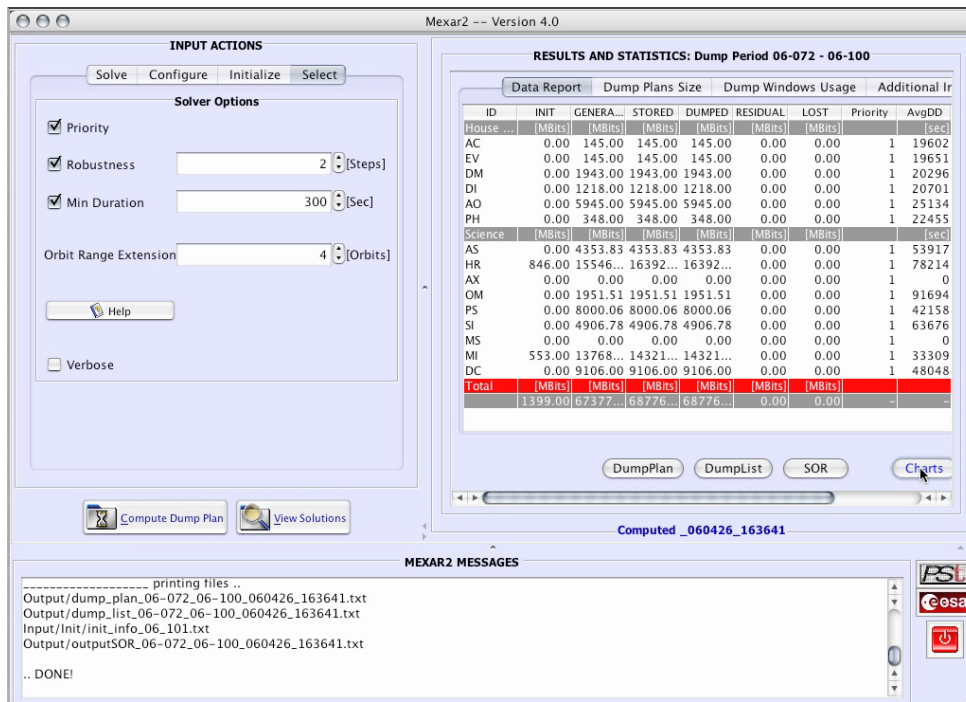 Mexar2 -- Version 4.0
INPUT ACTIONS
Solve Configure Initialize Select
Solver Options
Priority
Robustness 2 [Steps]
Min Duration 300 [Sec]
Orbit Range Extension 4 [Orbits]
Help
Verbose
Compute Dump Plan View Solutions
RESULTS AND STATISTICS: Dump Period 06-072 - 06-100
Data Report Dump Plans Size Dump Windows Usage Additional Ir
ID INIT GENERA... STORED DUMPED RESIDUAL LOST Priority AvgDD
House ... [MBits] [MBits] [MBits] [MBits] [MBits] [MBits] [sec]
AC 0.00 145.00 145.00 145.00 0.00 0.00 1 19602
EV 0.00 145.00 145.00 145.00 0.00 0.00 1 19651
DM 0.00 1943.00 1943.00 1943.00 0.00 0.00 1 20296
DI 0.00 1218.00 1218.00 1218.00 0.00 0.00 1 20701
AO 0.00 5945.00 5945.00 5945.00 0.00 0.00 1 25134
PH 0.00 348.00 348.00 348.00 0.00 0.00 1 22455
Science [MBits] [MBits] [MBits] [MBits] [MBits] [MBits] [sec]
AS 0.00 4353.83 4353.83 4353.83 0.00 0.00 1 53917
HR 846.00 15546... 16392... 16392... 0.00 0.00 1 78214
AX 0.00 0.00 0.00 0.00 0.00 0.00 1 0
OM 0.00 1951.51 1951.51 1951.51 0.00 0.00 1 91694
PS 0.00 8000.06 8000.06 8000.06 0.00 0.00 1 42158
SI 0.00 4906.78 4906.78 4906.78 0.00 0.00 1 63676
MS 0.00 0.00 0.00 0.00 0.00 0.00 1 0
MI 553.00 13768... 14321... 14321... 0.00 0.00 1 33309
DC 0.00 9106.00 9106.00 9106.00 0.00 0.00 1 48048
Total [MBits] [MBits] [MBits] [MBits] [MBits] [MBits]
1399.00 67377... 68776... 68776... 0.00 0.00 - -
DumpPlan DumpList SOR Charts
Computed _060426_163641
MEXAR2 MESSAGES
___________________ printing files ..
Output/dump_plan_06-072_06-100_060426_163641.txt
Output/dump_list_06-072_06-100_060426_163641.txt
Input/Init/init_info_06_101.txt
Output/outputSOR_06-072_06-100_060426_163641.txt
.. DONE!
esa